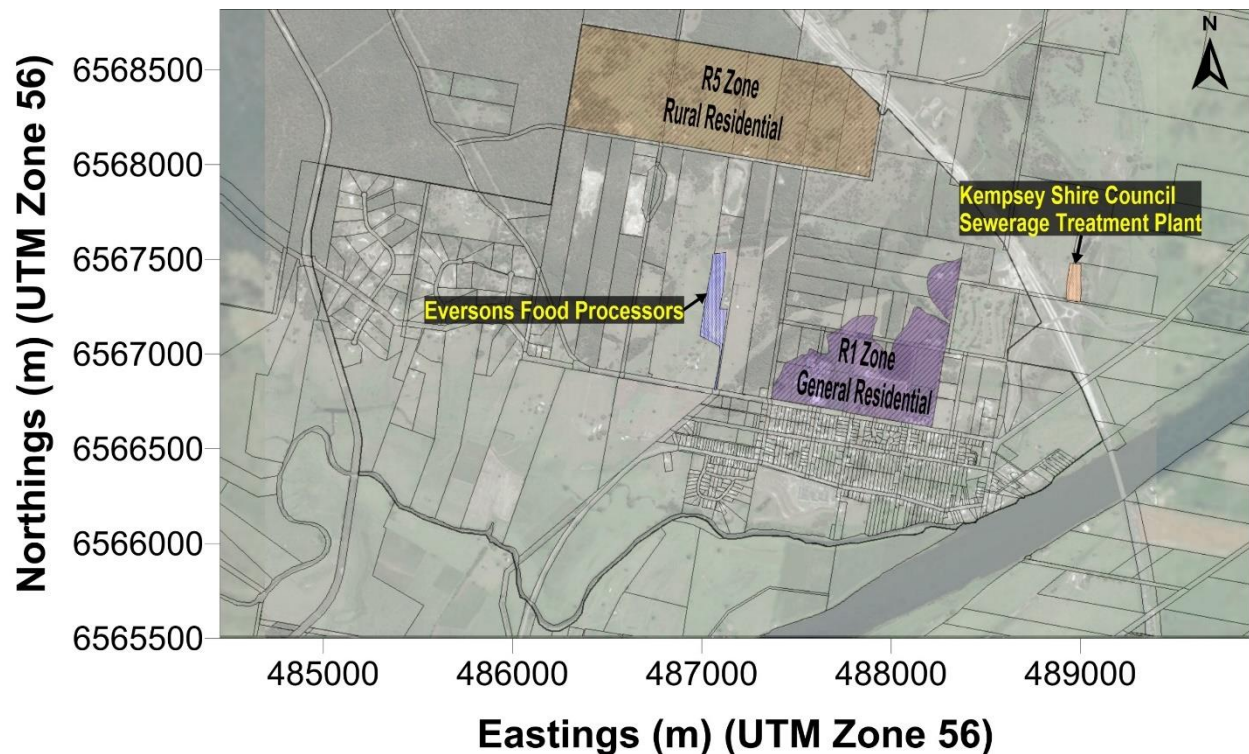 N
R5 Zone
Rural Residential
Kempsey Shire Council
Sewerage Treatment Plant
Eversons Food Processors
R1 Zone
General Residential
Northings (m) (UTM Zone 56)
6568500
6568000
6567500
6567000
6566500
6566000
6565500
485000
486000
487000
488000
489000
Eastings (m) (UTM Zone 56)